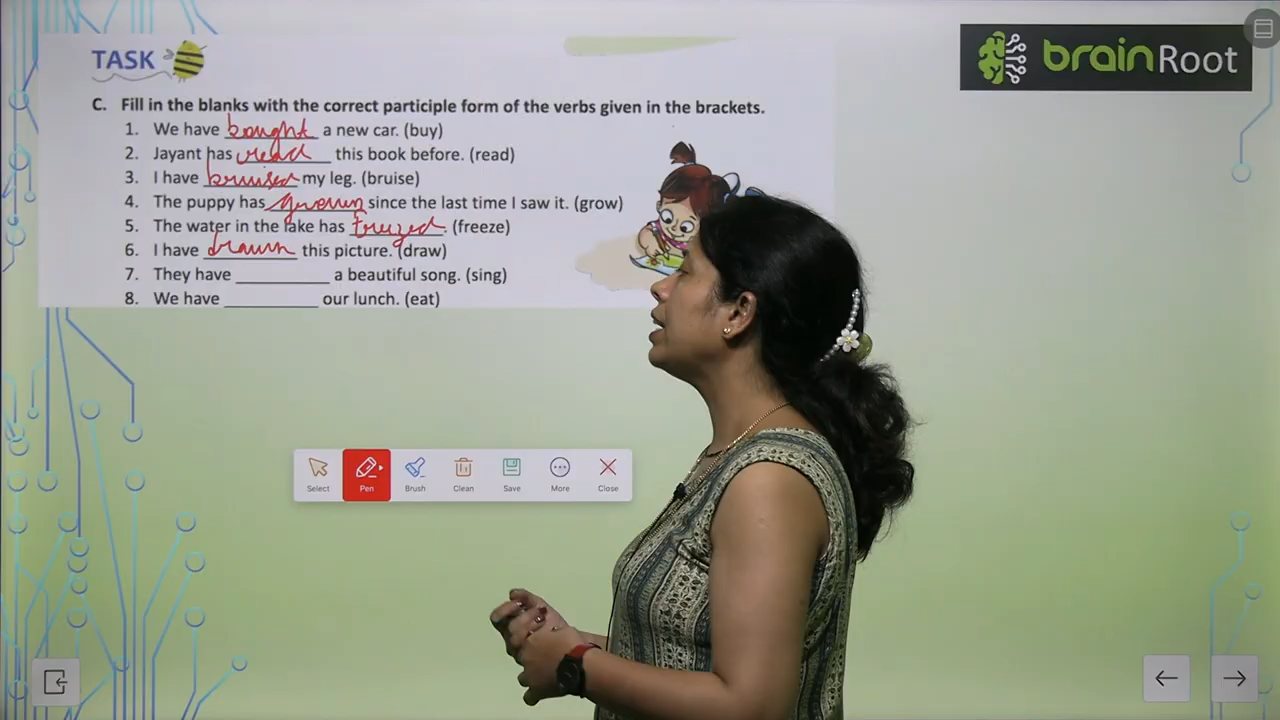 TASK
brainRoot
C. Fill in the blanks with the correct participle form of the verbs given in the brackets.
1. We have bought a new car. (buy)
2. Jayant has read this book before. (read)
3. I have bruised my leg. (bruise)
4. The puppy has grown since the last time I saw it. (grow)
5. The water in the lake has freezed. (freeze)
6. I have drawn this picture. (draw)
7. They have __________ a beautiful song. (sing)
8. We have __________ our lunch. (eat)
Select Pen Brush Clean Save More Close